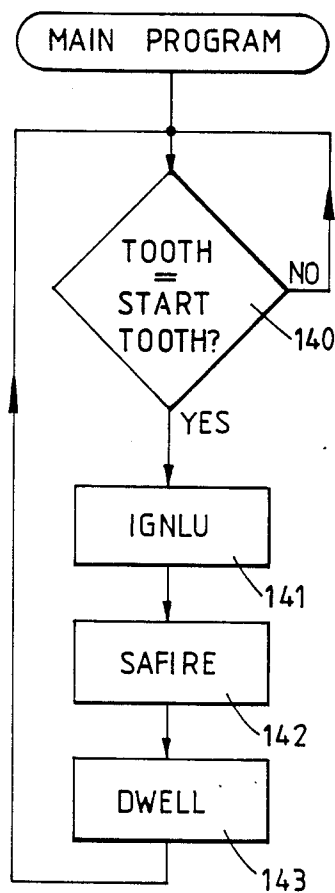 MAIN PROGRAM
TOOTH
=
START
TOOTH?
NO
140
YES
IGNLU
141
SAFIRE
142
DWELL
143